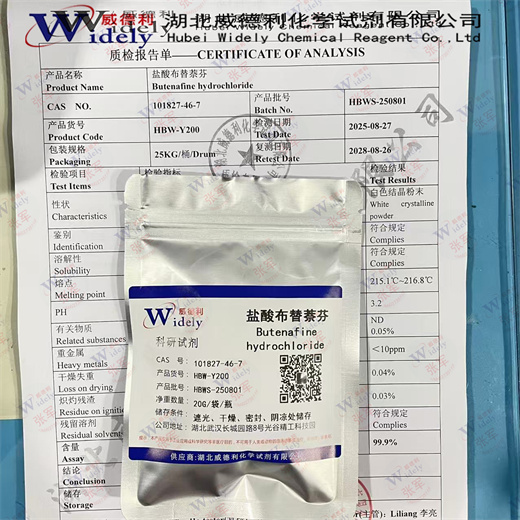 威德利 Widely 湖北威德利化学试剂有限公司
Hubei Widely Chemical Reagent Co.,Ltd
质检报告单——CERTIFICATE OF ANALYSIS
产品名称 盐酸布替萘芬
Product Name Butenafine hydrochloride
CAS NO. 101827-46-7 产品批号 HBWS-250801
Batch No.
产品货号 HBW-Y200 检测日期 2025-08-27
Product Code Test Date
包装规格 25KG/桶/Drum 复测日期 2028-08-26
Packaging Retest Date
检验项目 检验指标 检验结果
Test Items Test Results
性状 白色结晶粉末
Characteristics White crystalline
powder
鉴别 符合规定
Identification Complies
溶解性 符合规定
Solubility Complies
熔点 215.1℃~216.8℃
Melting point
PH 3.2
有关物质 ND
Related substances 0.05%
重金属 <10ppm
Heavy metals
干燥失重 0.04%
Loss on drying
炽灼残渣 0.03%
Residue on ignition
残留溶剂
Residual solvents
含量 99.9%
Assay
结论
Conclusion
储存
Storage
威德利
Widely
科研试剂
盐酸布替萘芬
Butenafine
hydrochloride
CAS 号: 101827-46-7
产品货号: HBW-Y200
产品批号: HBWS-250801
净重数量: 20G/袋/瓶
储存条件: 遮光、干燥、密封、阴凉处储存
公司地址: 湖北武汉长城园路8号光谷精工科技园
供应商:湖北威德利化学试剂有限公司
Liliang 李亮